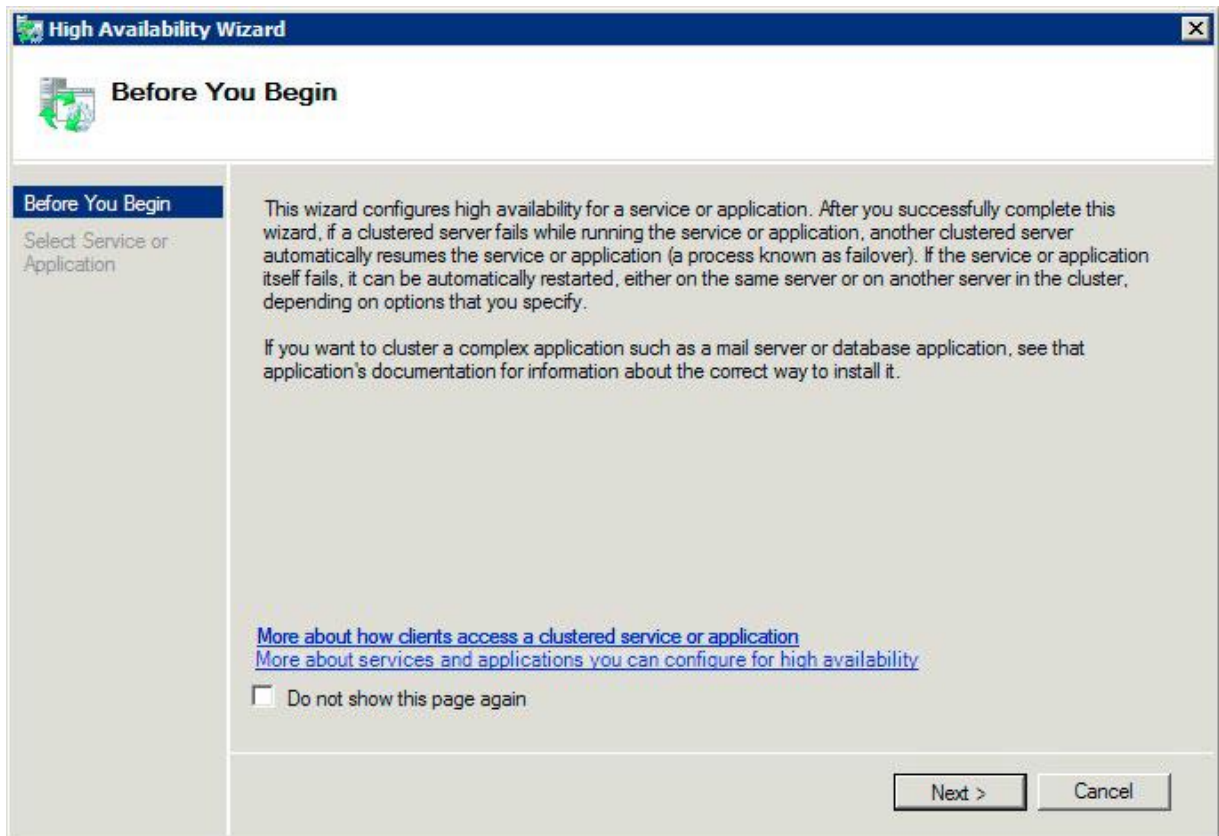 High Availability Wizard
Before You Begin
Before You Begin
Select Service or
Application
This wizard configures high availability for a service or application. After you successfully complete this
wizard, if a clustered server fails while running the service or application, another clustered server
automatically resumes the service or application (a process known as failover). If the service or application
itself fails, it can be automatically restarted, either on the same server or on another server in the cluster,
depending on options that you specify.
If you want to cluster a complex application such as a mail server or database application, see that
application's documentation for information about the correct way to install it.
More about how clients access a clustered service or application
More about services and applications you can configure for high availability
Do not show this page again
Next >
Cancel